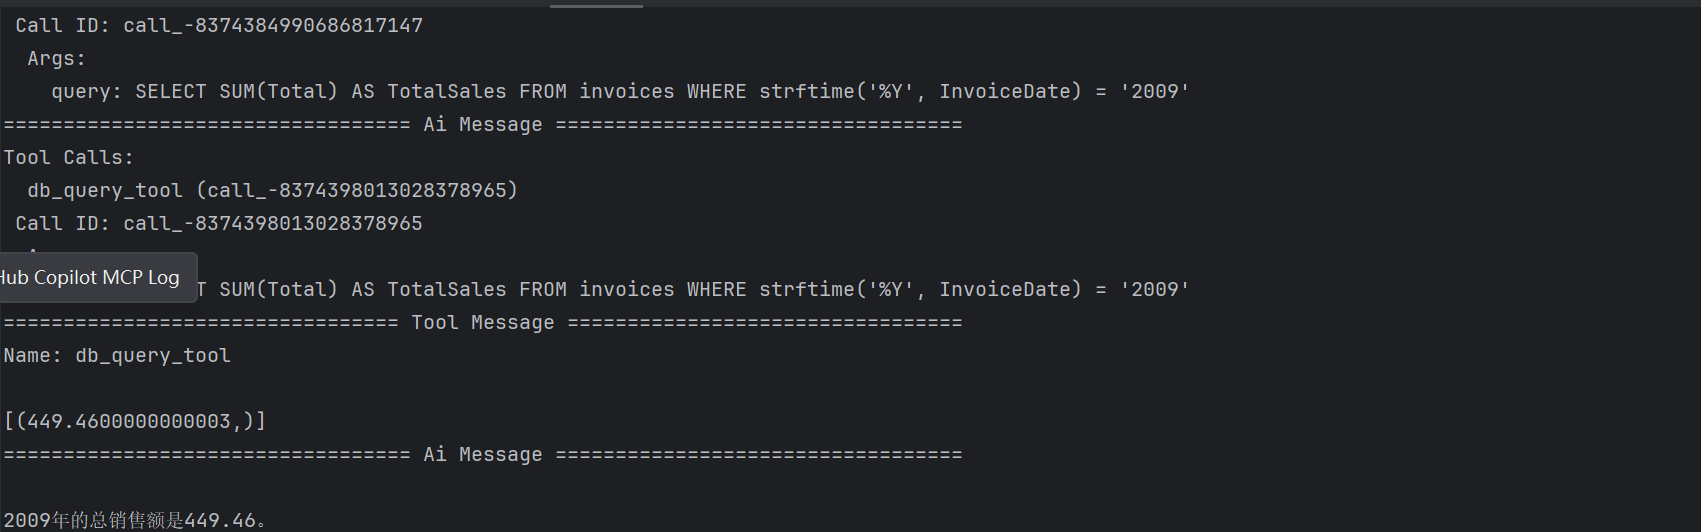 Call ID: call_-8374384990686817147
Args:
query: SELECT SUM(Total) AS TotalSales FROM invoices WHERE strftime('%Y', InvoiceDate) = '2009'
================================== Ai Message ==================================
Tool Calls:
db_query_tool (call_-8374398013028378965)
Call ID: call_-8374398013028378965
Hub Copilot MCP Log
T SUM(Total) AS TotalSales FROM invoices WHERE strftime('%Y', InvoiceDate) = '2009'
================================= Tool Message =================================
Name: db_query_tool
[(449.4600000000003,)]
================================== Ai Message ==================================
2009年的总销售额是449.46。